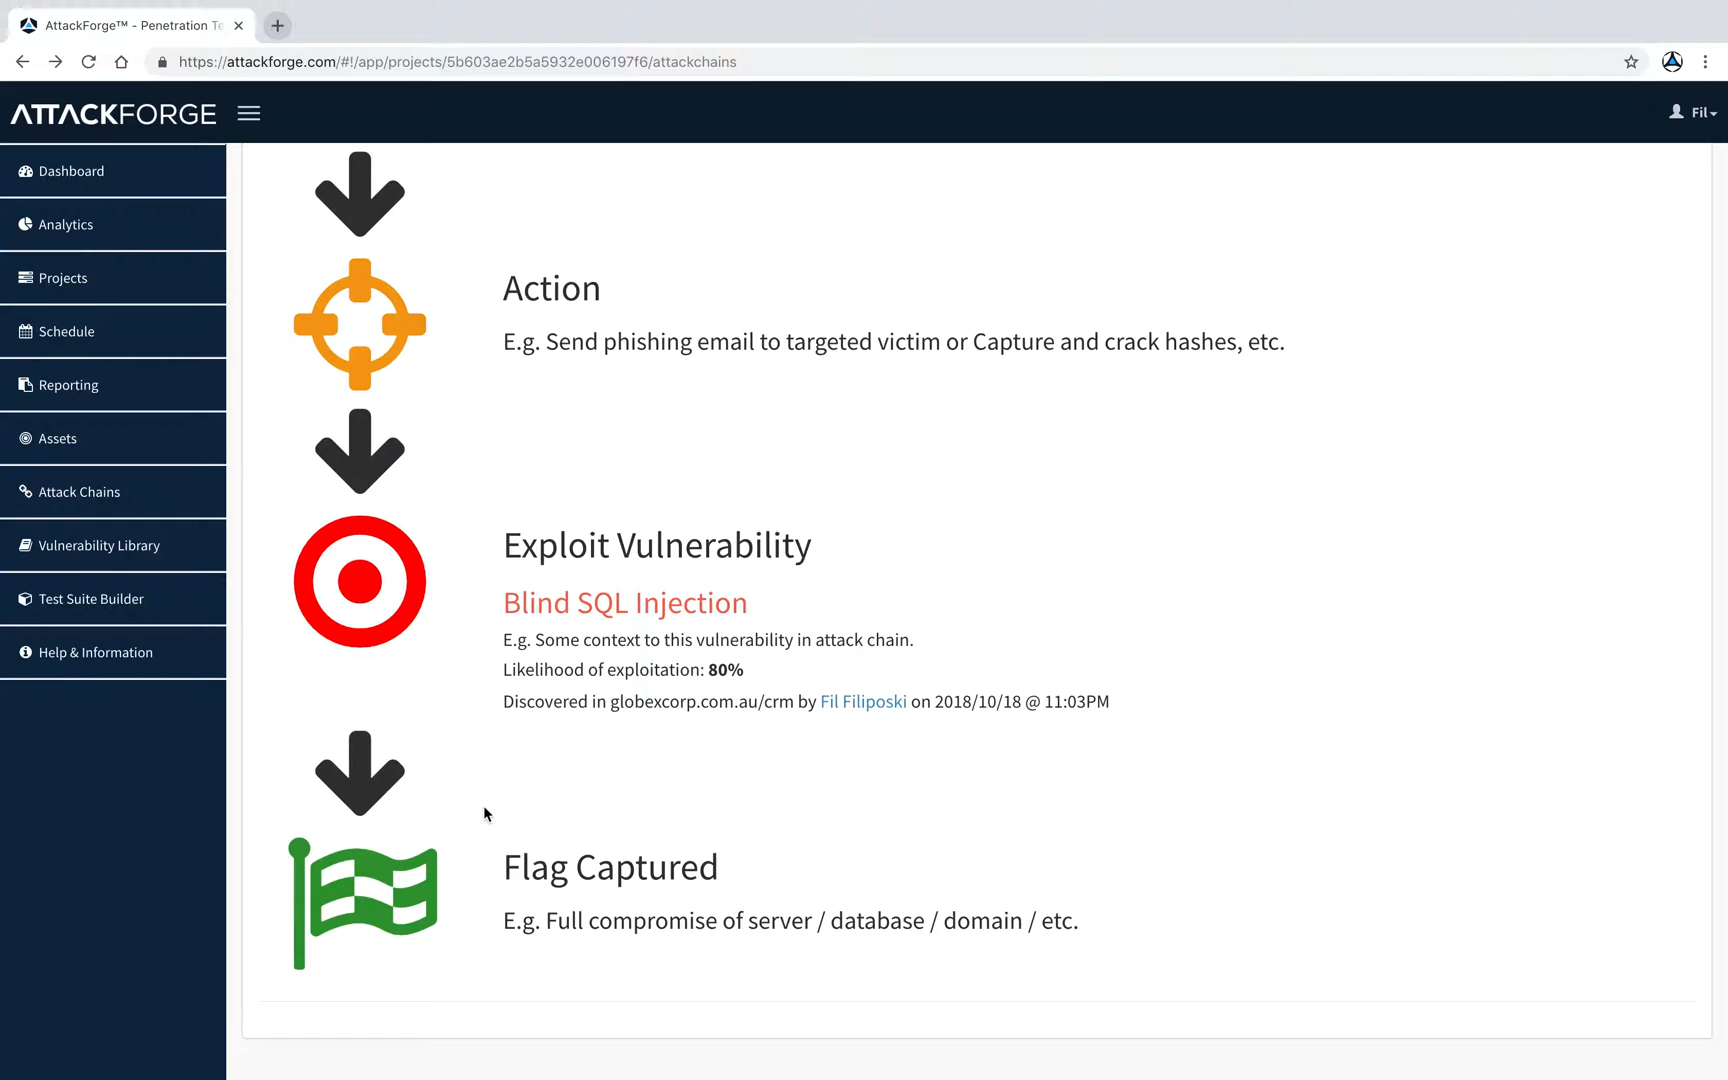 AttackForge™ - Penetration Te
https://attackforge.com/#!/app/projects/5b603ae2b5a5932e006197f6/attackchains
ATTACKFORGE
Fil
Dashboard
Analytics
Projects
Schedule
Reporting
Assets
Attack Chains
Vulnerability Library
Test Suite Builder
Help & Information
Action
E.g. Send phishing email to targeted victim or Capture and crack hashes, etc.
Exploit Vulnerability
Blind SQL Injection
E.g. Some context to this vulnerability in attack chain.
Likelihood of exploitation: 80%
Discovered in globexcorp.com.au/crm by Fil Filiposki on 2018/10/18 @ 11:03PM
Flag Captured
E.g. Full compromise of server / database / domain / etc.